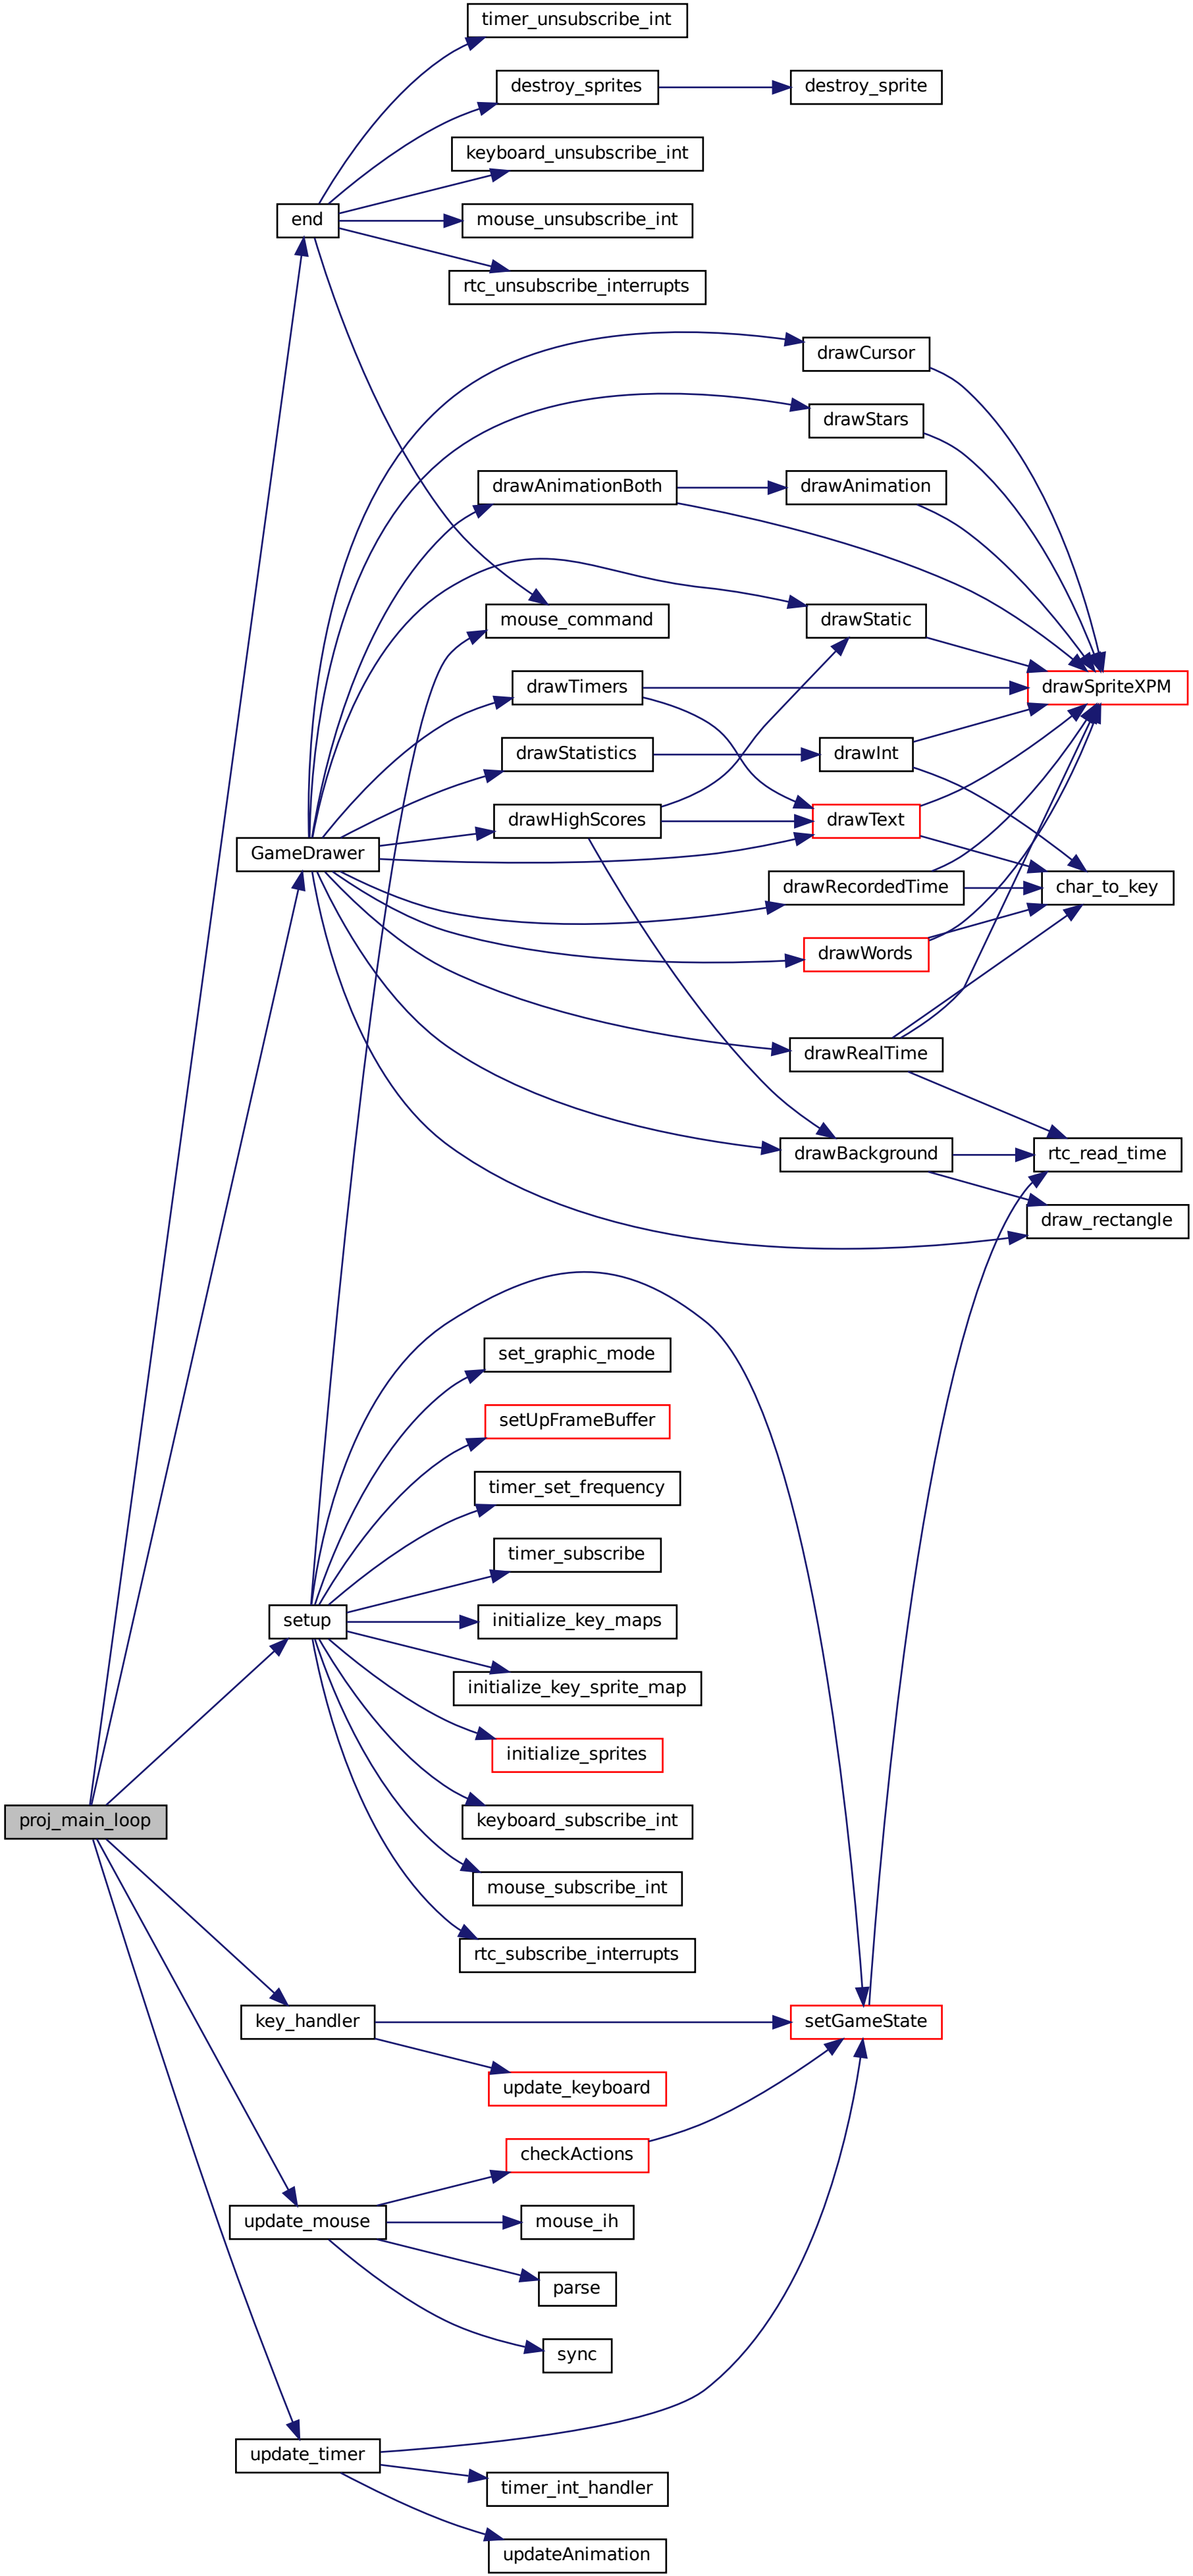 timer_unsubscribe_int
destroy_sprites
destroy_sprite
keyboard_unsubscribe_int
end
mouse_unsubscribe_int
rtc_unsubscribe_interrupts
drawCursor
drawStars
drawAnimationBoth
drawAnimation
mouse_command
drawStatic
drawTimers
drawSpriteXPM
drawStatistics
drawInt
drawHighScores
drawText
GameDrawer
drawRecordedTime
char_to_key
drawWords
drawRealTime
drawBackground
rtc_read_time
draw_rectangle
set_graphic_mode
setUpFrameBuffer
timer_set_frequency
timer_subscribe
setup
initialize_key_maps
initialize_key_sprite_map
initialize_sprites
proj_main_loop
keyboard_subscribe_int
mouse_subscribe_int
rtc_subscribe_interrupts
key_handler
setGameState
update_keyboard
checkActions
update_mouse
mouse_ih
parse
sync
update_timer
timer_int_handler
updateAnimation